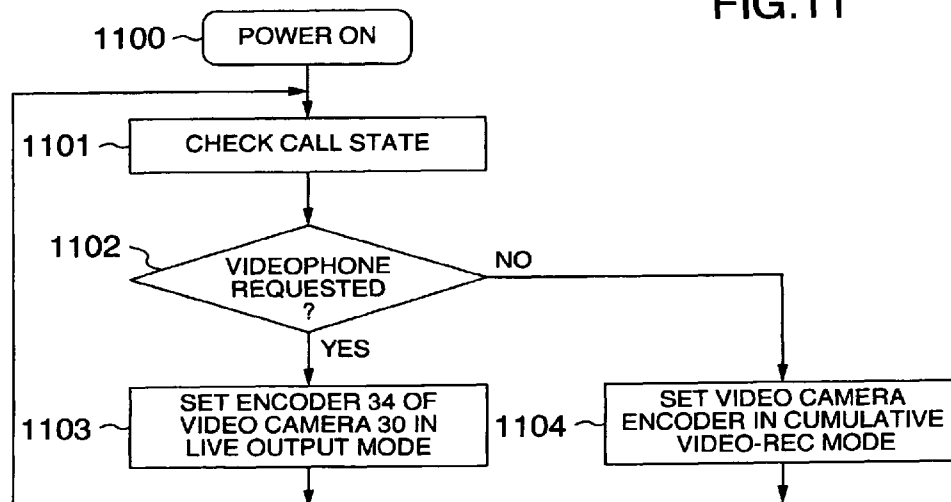 FIG.11
1100
POWER ON
1101
CHECK CALL STATE
1102
VIDEOPHONE
REQUESTED
?
NO
YES
1103
SET ENCODER 34 OF
VIDEO CAMERA 30 IN
LIVE OUTPUT MODE
1104
SET VIDEO CAMERA
ENCODER IN CUMULATIVE
VIDEO-REC MODE